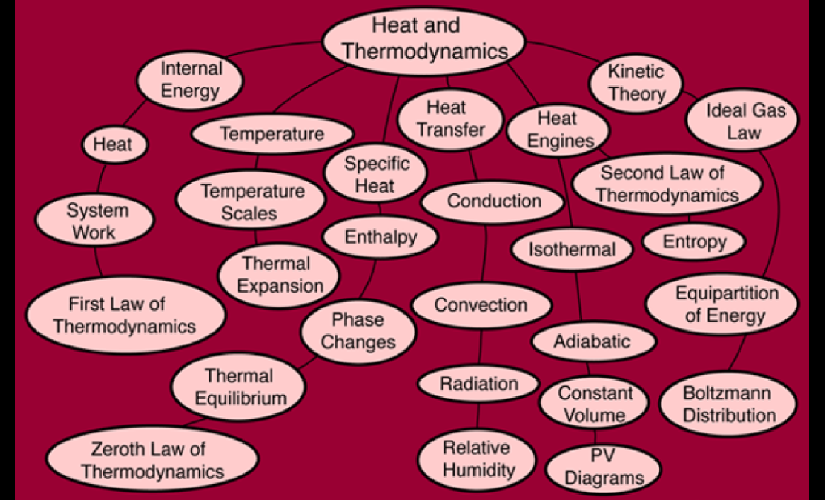 Heat and
Thermodynamics
Internal
Energy
Heat
System
Work
First Law of
Thermodynamics
Temperature
Temperature
Scales
Thermal
Expansion
Specific
Heat
Enthalpy
Phase
Changes
Thermal
Equilibrium
Zeroth Law of
Thermodynamics
Heat
Transfer
Conduction
Convection
Radiation
Relative
Humidity
Heat
Engines
Isothermal
Adiabatic
Constant
Volume
PV
Diagrams
Second Law of
Thermodynamics
Entropy
Kinetic
Theory
Ideal Gas
Law
Equipartition
of Energy
Boltzmann
Distribution